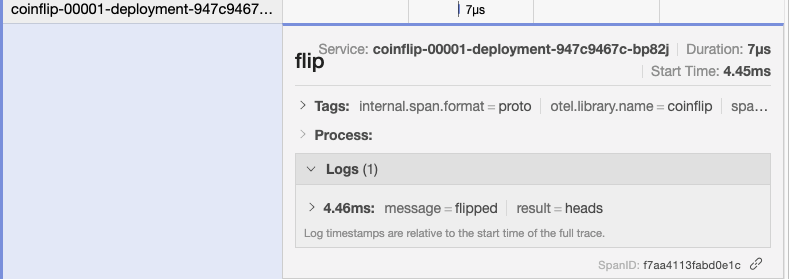 coinflip-00001-deployment-947c9467... 7μs
flip Service: coinflip-00001-deployment-947c9467c-bp82j Duration: 7μs
Start Time: 4.45ms
Tags: internal.span.format = proto otel.library.name = coinflip spa...
Process:
Logs (1)
4.46ms: message = flipped result = heads
Log timestamps are relative to the start time of the full trace.
SpanID: f7aa4113fabd0e1c